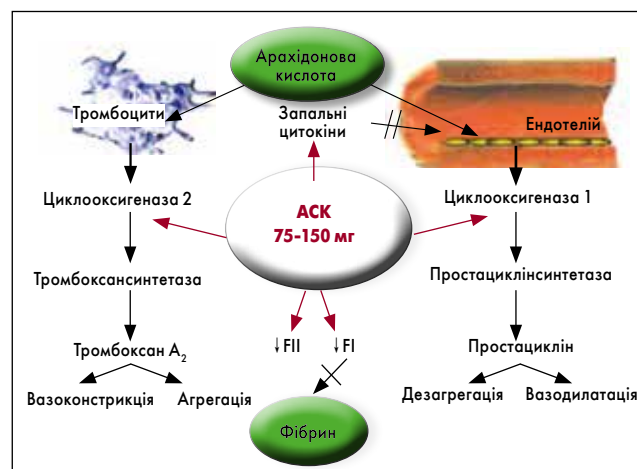 Арахідонова
кислота
Тромбоцити
Запальні
цитокіни
Ендотелій
Циклооксигеназа 2
АСК
75-150 мг
Циклооксигеназа 1
Тромбоксансинтетаза
Простациклінсинтетаза
Тромбоксан А₂
↓FII
↓FI
Простациклін
Вазоконстрикція
Агрегація
Дезагрегація
Вазодилатація
Фібрин